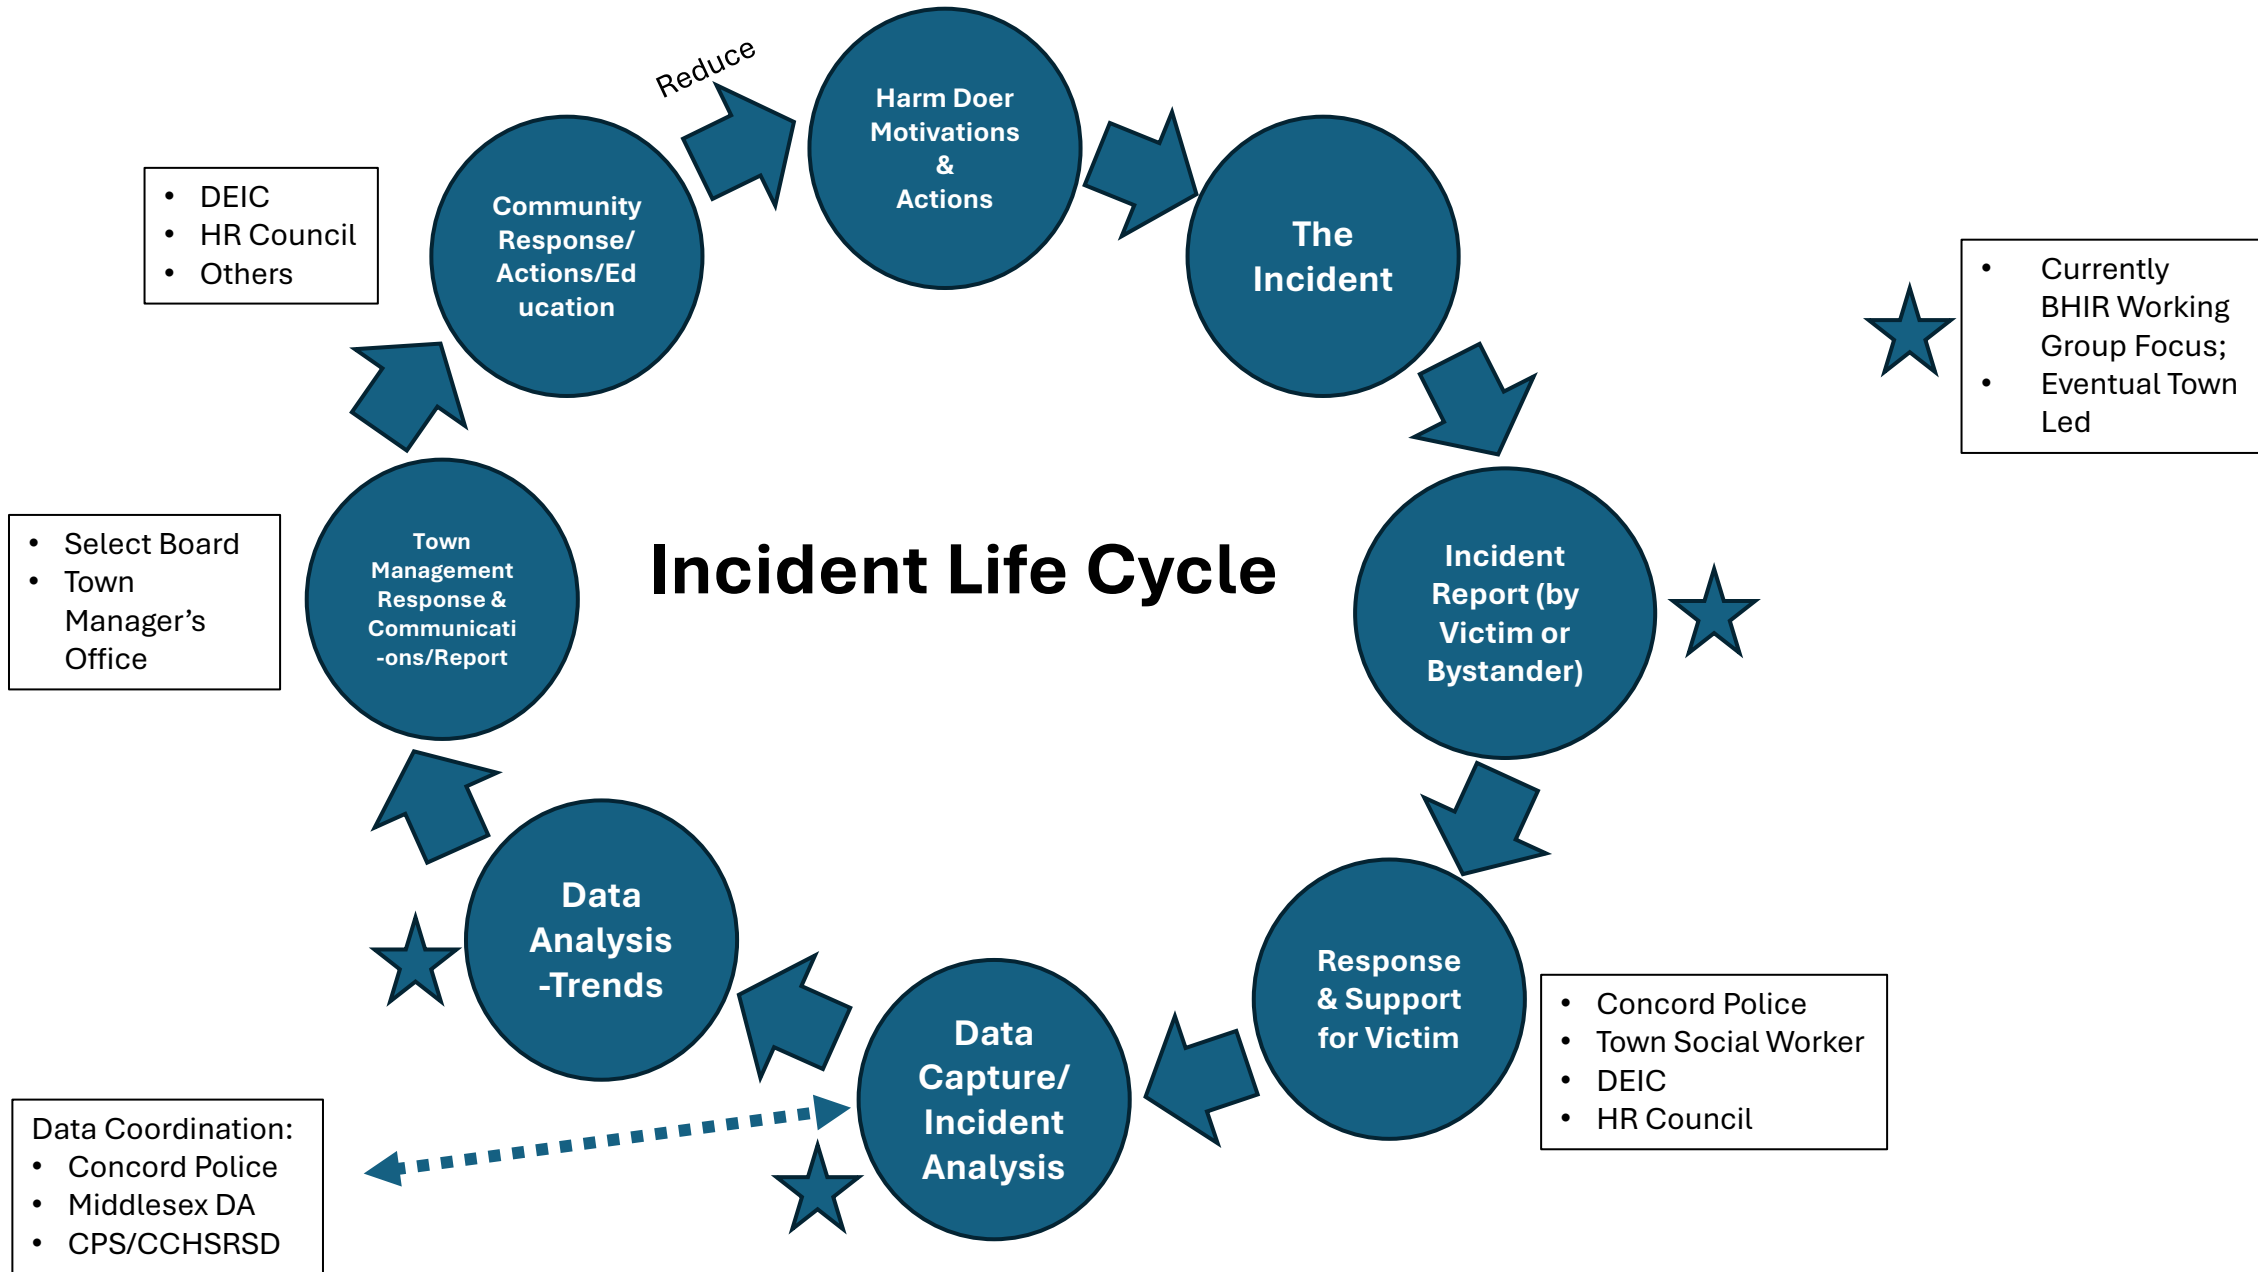 Reduce
Harm Doer
Motivations
&
Actions
The
Incident
• Currently
BHIR Working
Group Focus;
• Eventual Town
Led
Incident
Report (by
Victim or
Bystander)
Response
& Support
for Victim
• Concord Police
• Town Social Worker
• DEIC
• HR Council
Data
Capture/
Incident
Analysis
Data Coordination:
• Concord Police
• Middlesex DA
• CPS/CCHSRSD
Data
Analysis
-Trends
Town
Management
Response &
Communicati
-ons/Report
• Select Board
• Town
Manager’s
Office
Community
Response/
Actions/Ed
ucation
• DEIC
• HR Council
• Others
Incident Life Cycle